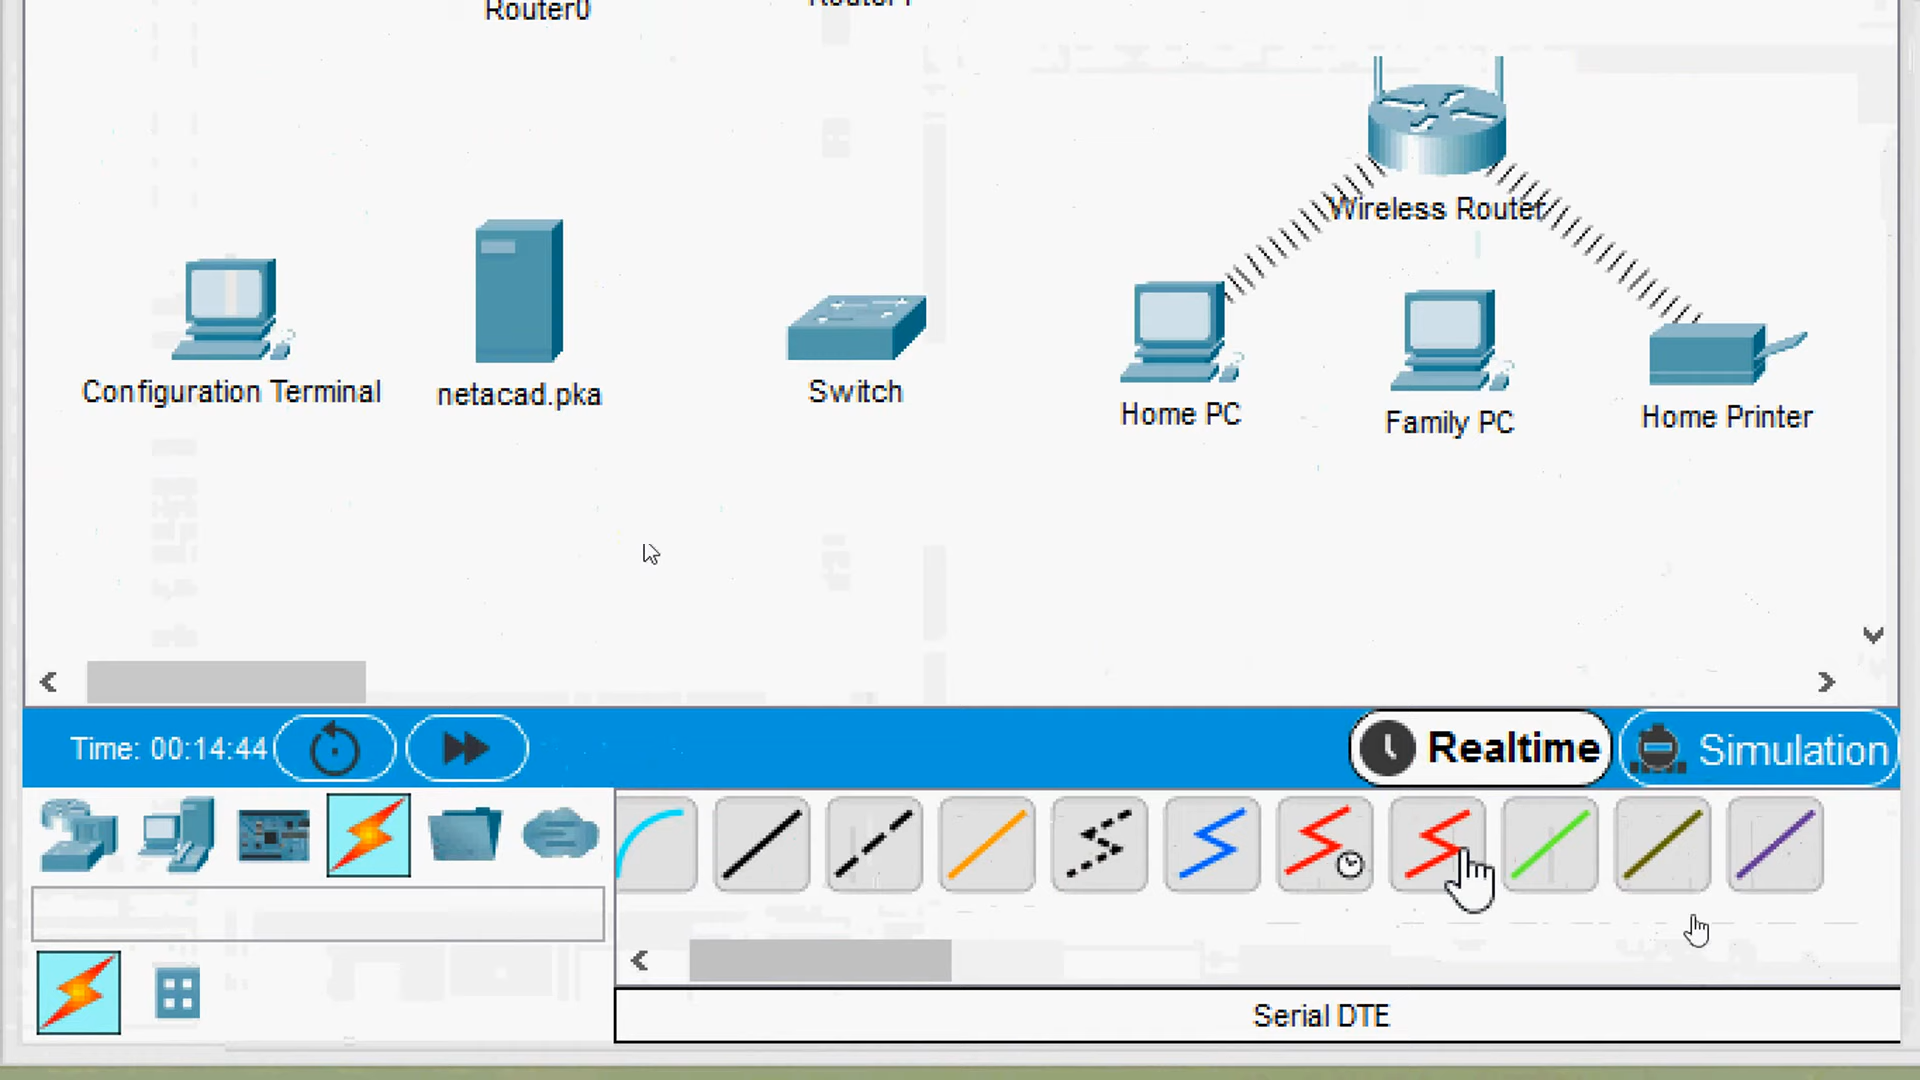 Router0
Wireless Router
Configuration Terminal
netacad.pka
Switch
Home PC
Family PC
Home Printer
Time: 00:14:44
Realtime
Simulation
Serial DTE